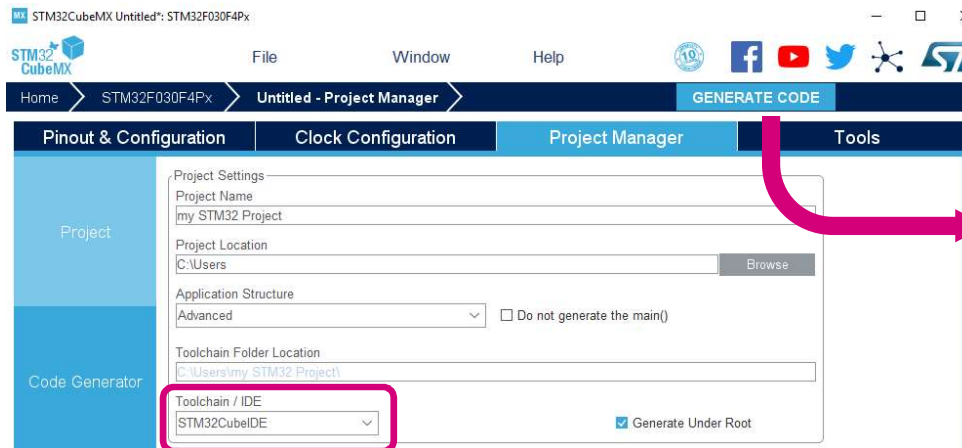 MX STM32CubeMX Untitled*: STM32F030F4Px
STM32
CubeMX
File Window Help
10
Home STM32F030F4Px Untitled - Project Manager GENERATE CODE
Pinout & Configuration Clock Configuration Project Manager Tools
Project
Code Generator
Project Settings
Project Name
my STM32 Project
Project Location
C:\Users Browse
Application Structure
Advanced Do not generate the main()
Toolchain Folder Location
C:\Users\my STM32 Project\
Toolchain / IDE
STM32CubeIDE Generate Under Root